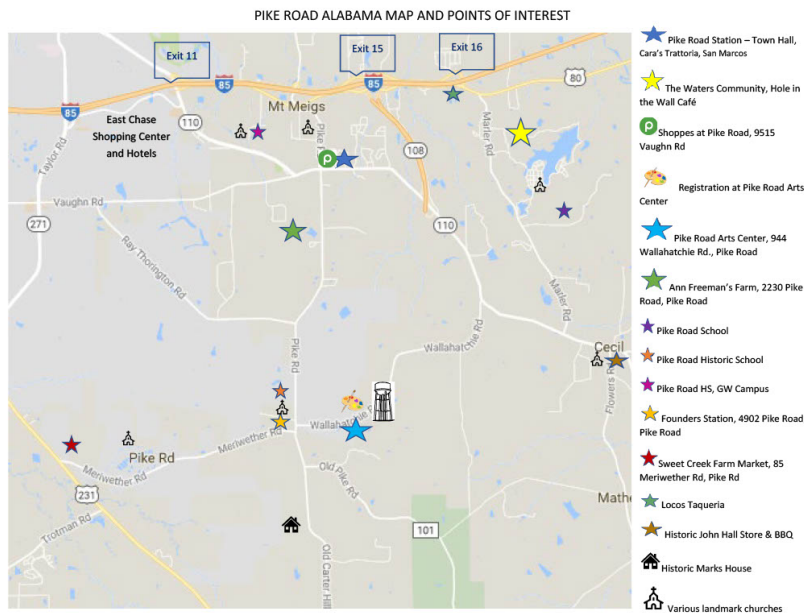 PIKE ROAD ALABAMA MAP AND POINTS OF INTEREST
Exit 11
Exit 15
Exit 16
85
85
80
Mt Meigs
East Chase
Shopping Center
and Hotels
85
110
Taylor Rd
Pike R
P
108
Marler Rd
Vaughn Rd
271
110
Ray Thorington Rd
Marler Rd
Pike Rd
Wallahatchie Rd
Cecil
Flowers R
Wallahatchie R
Meriwether Rd
Pike Rd
Meriwether Rd
Old Pike Rd
231
Trotman Rd
Mathe
101
Old Carter Hill
Pike Road Station – Town Hall,
Cara's Trattoria, San Marcos
The Waters Community, Hole in
the Wall Café
P
Shoppes at Pike Road, 9515
Vaughn Rd
Registration at Pike Road Arts
Center
Pike Road Arts Center, 944
Wallahatchie Rd., Pike Road
Ann Freeman's Farm, 2230 Pike
Road, Pike Road
Pike Road School
Pike Road Historic School
Pike Road HS, GW Campus
Founders Station, 4902 Pike Road
Pike Road
Sweet Creek Farm Market, 85
Meriwether Rd, Pike Rd
Locos Taqueria
Historic John Hall Store & BBQ
Historic Marks House
Various landmark churches